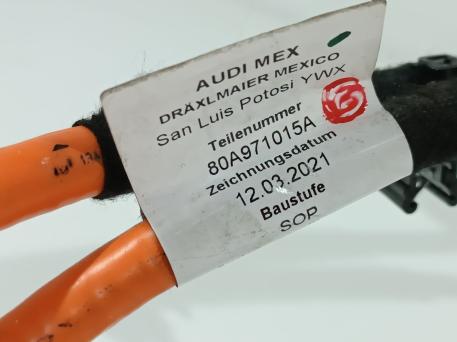 AUDI MEX
DRÄXLMAIER MEXICO
San Luis Potosi YWX
Teilenummer
80A971015A
Zeichnungsdatum
12.03.2021
Baustufe
SOP